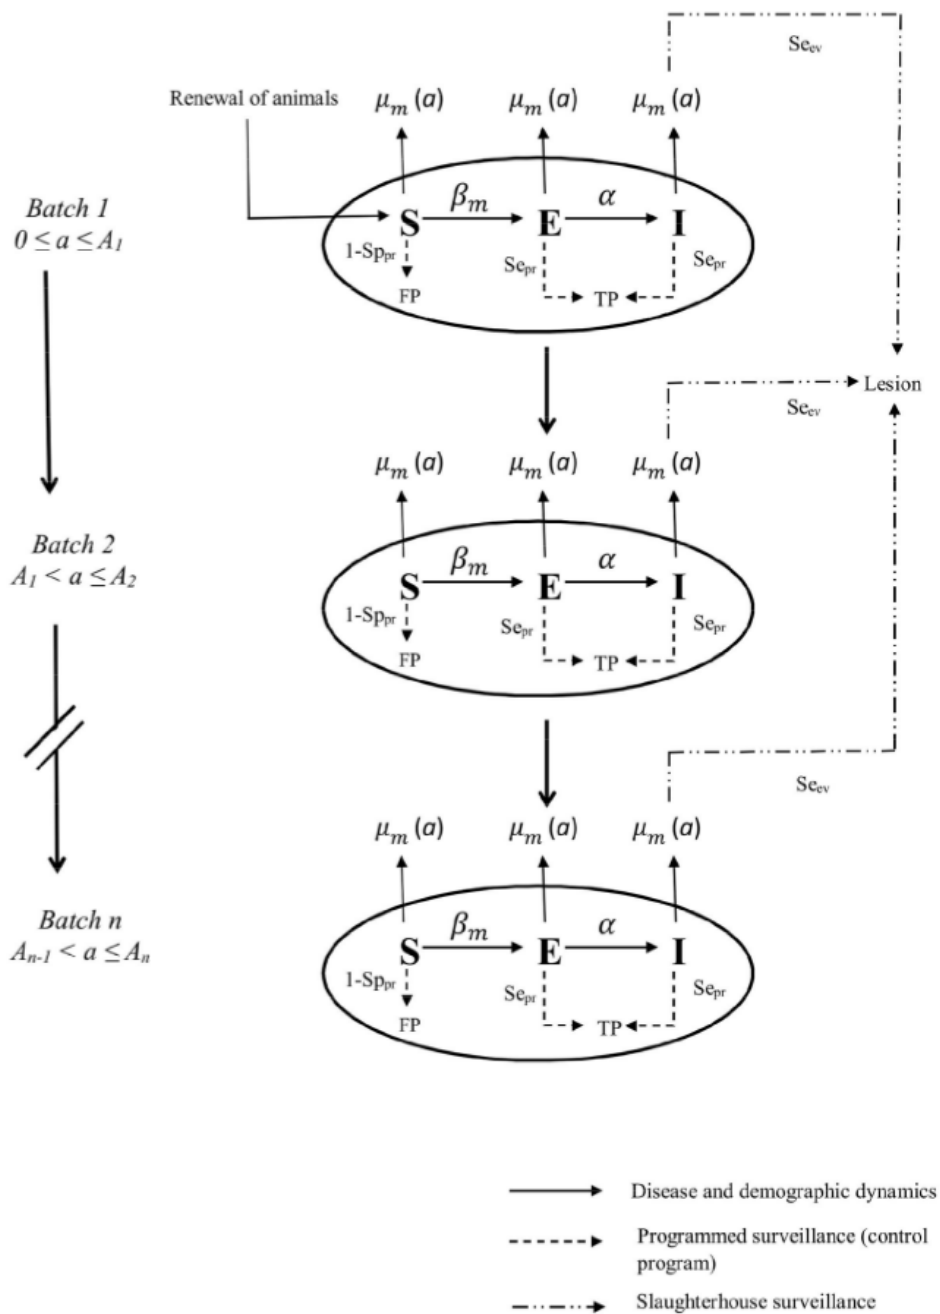 Se_ev
Renewal of animals
μ_m (a) μ_m (a) μ_m (a)
Batch 1
0 ≤ a ≤ A_1
S β_m E α I
1-Sp_pr Se_pr Se_pr
FP TP
Lesion
Se_ev
μ_m (a) μ_m (a) μ_m (a)
Batch 2
A_1 < a ≤ A_2
S β_m E α I
1-Sp_pr Se_pr Se_pr
FP TP
Se_ev
μ_m (a) μ_m (a) μ_m (a)
Batch n
A_n-1 < a ≤ A_n
S β_m E α I
1-Sp_pr Se_pr Se_pr
FP TP
Disease and demographic dynamics
Programmed surveillance (control
program)
Slaughterhouse surveillance